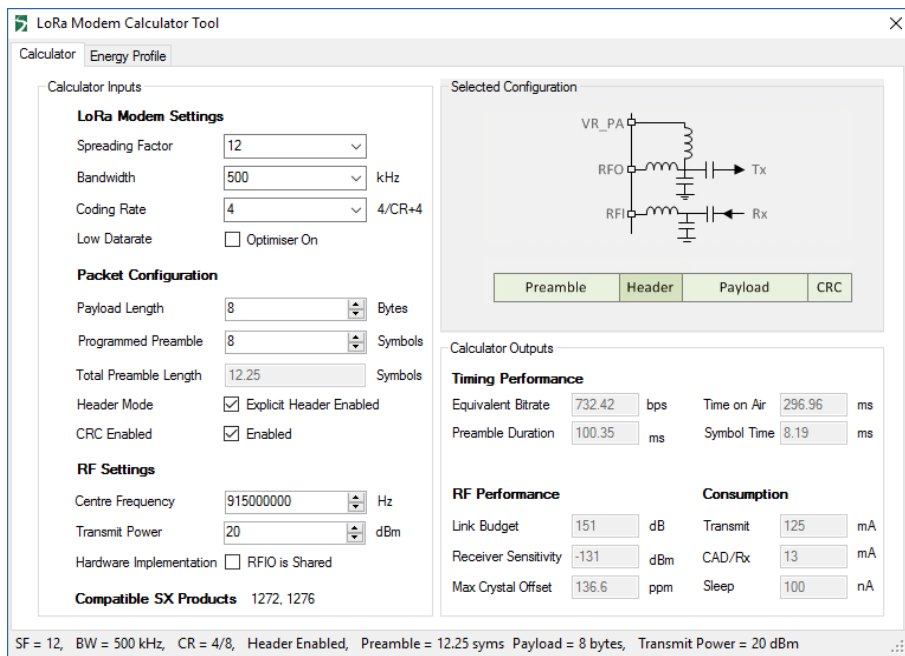 LoRa Modem Calculator Tool
Calculator Energy Profile
Calculator Inputs
LoRa Modem Settings
Spreading Factor 12
Bandwidth 500 kHz
Coding Rate 4 4/CR+4
Low Datarate Optimiser On
Packet Configuration
Payload Length 8 Bytes
Programmed Preamble 8 Symbols
Total Preamble Length 12.25 Symbols
Header Mode Explicit Header Enabled
CRC Enabled Enabled
RF Settings
Centre Frequency 915000000 Hz
Transmit Power 20 dBm
Hardware Implementation RFIO is Shared
Compatible SX Products 1272, 1276
Selected Configuration
VR_PA
RFO Tx
RFI Rx
Preamble Header Payload CRC
Calculator Outputs
Timing Performance
Equivalent Bitrate 732.42 bps Time on Air 296.96 ms
Preamble Duration 100.35 ms Symbol Time 8.19 ms
RF Performance Consumption
Link Budget 151 dB Transmit 125 mA
Receiver Sensitivity -131 dBm CAD/Rx 13 mA
Max Crystal Offset 136.6 ppm Sleep 100 nA
SF = 12, BW = 500 kHz, CR = 4/8, Header Enabled, Preamble = 12.25 syms Payload = 8 bytes, Transmit Power = 20 dBm